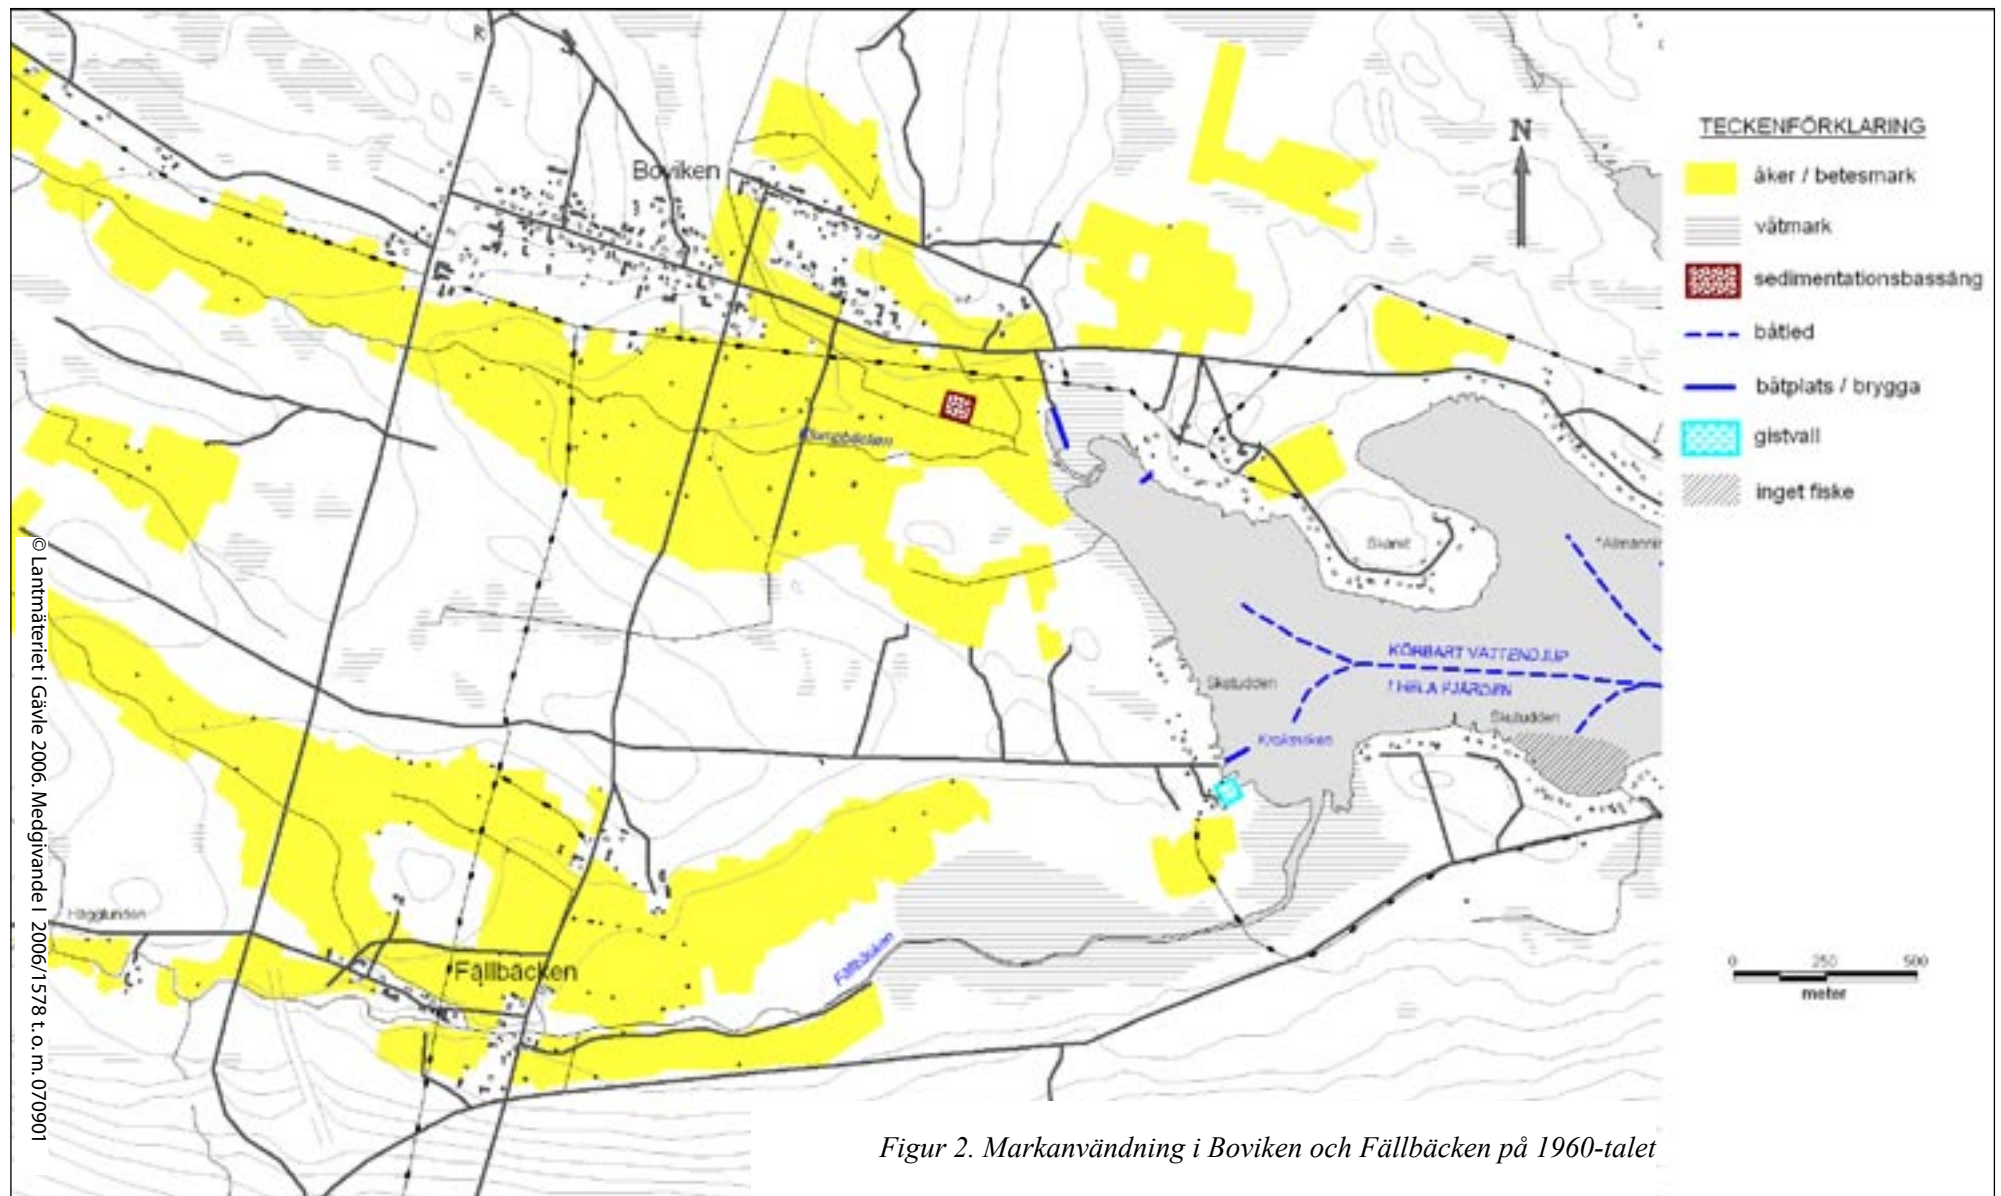 Boviken
N
TECKENFÖRKLARING
åker / betesmark
våtmark
sedimentationsbassäng
båtled
båtplats / brygga
gistvall
inget fiske
Skäret
KÖRBART VATTENDJUP
I HELA FJÄRDEN
Skatudden
Kroksviken
Hägglunden
Fällbäcken
Fällbäcken
0 250 500
meter
© Lantmäteriet i Gävle 2006. Medgivande I 2006/1578 t.o.m. 070901
Figur 2. Markanvändning i Boviken och Fällbäcken på 1960-talet